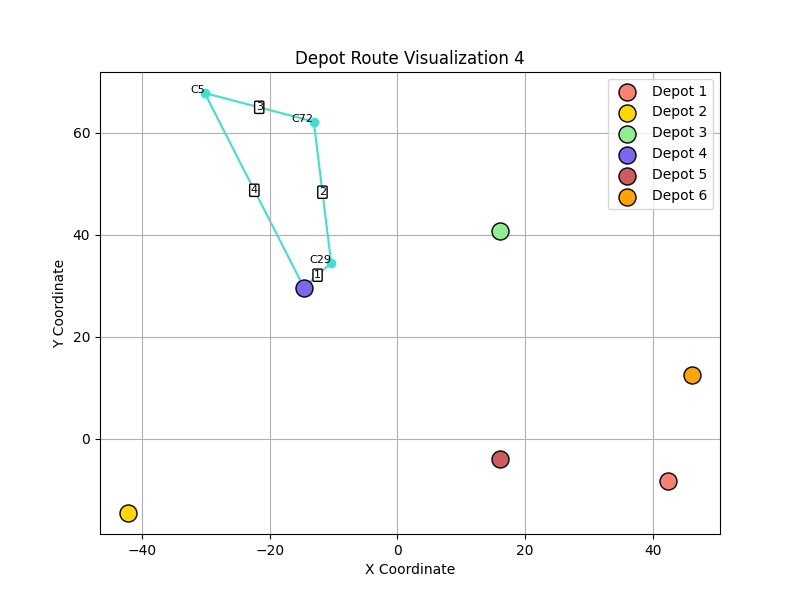 Depot Route Visualization 4
Depot 1
Depot 2
Depot 3
Depot 4
Depot 5
Depot 6
C5
3
C72
4
2
C29
1
60
40
20
0
−40
−20
0
20
40
X Coordinate
Y Coordinate